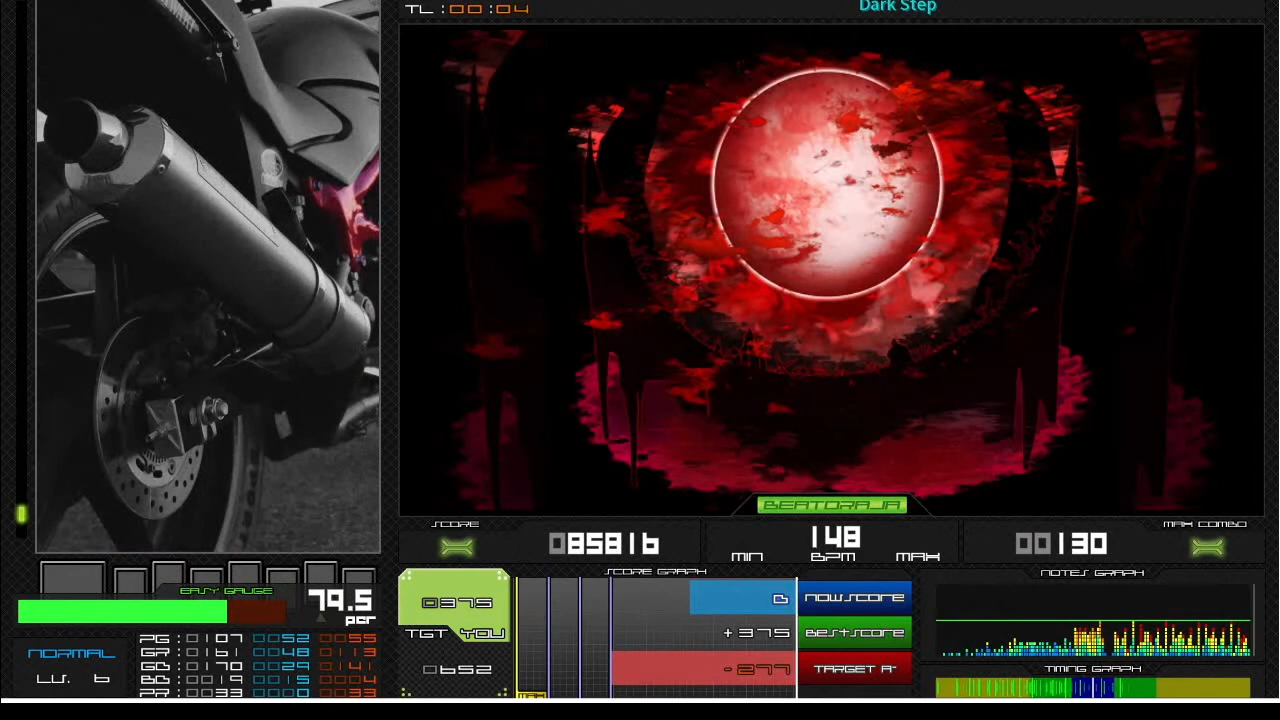 TL :00 :04
Dark Step
BEATORAJA
SCORE
085816
148
MIN BPM MAX
00130
MAX COMBO
SCORE GRAPH
NOTES GRAPH
EASY GAUGE
79.5
PCR
0375
B
NOWSCORE
TGT YOU
+375
BESTSCORE
0652
-277
TARGET A-
MAX
TIMING GRAPH
NORMAL
LV. 6
PG :0107 0052 0055
GR :0161 0048 0113
GD :0170 0029 0141
BD :0019 0015 0004
PR :0033 0000 0033